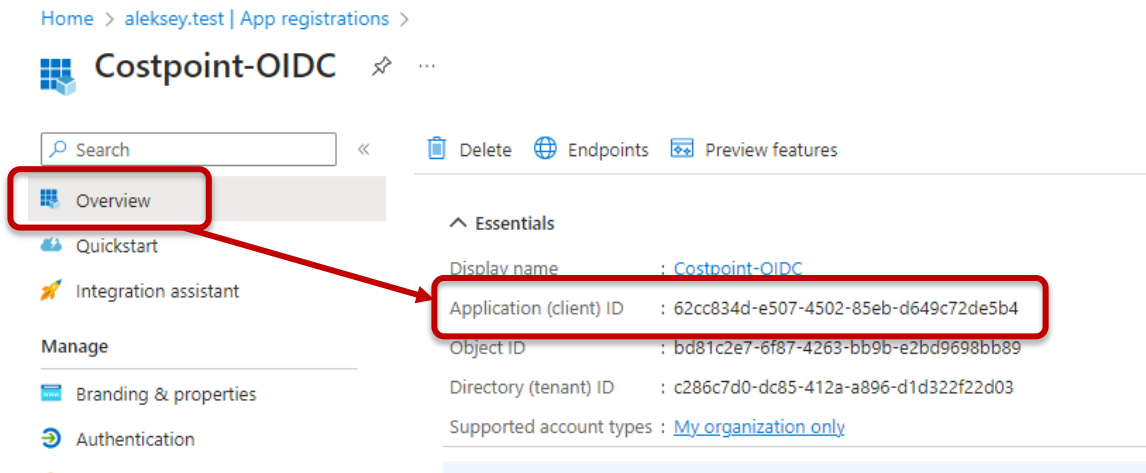 Home > aleksey.test | App registrations >
Costpoint-OIDC
...
Search
«
Delete
Endpoints
Preview features
Overview
Quickstart
Integration assistant
Manage
Branding & properties
Authentication
Essentials
Display name : Costpoint-OIDC
Application (client) ID : 62cc834d-e507-4502-85eb-d649c72de5b4
Object ID : bd81c2e7-6f87-4263-bb9b-e2bd9698bb89
Directory (tenant) ID : c286c7d0-dc85-412a-a896-d1d322f22d03
Supported account types : My organization only